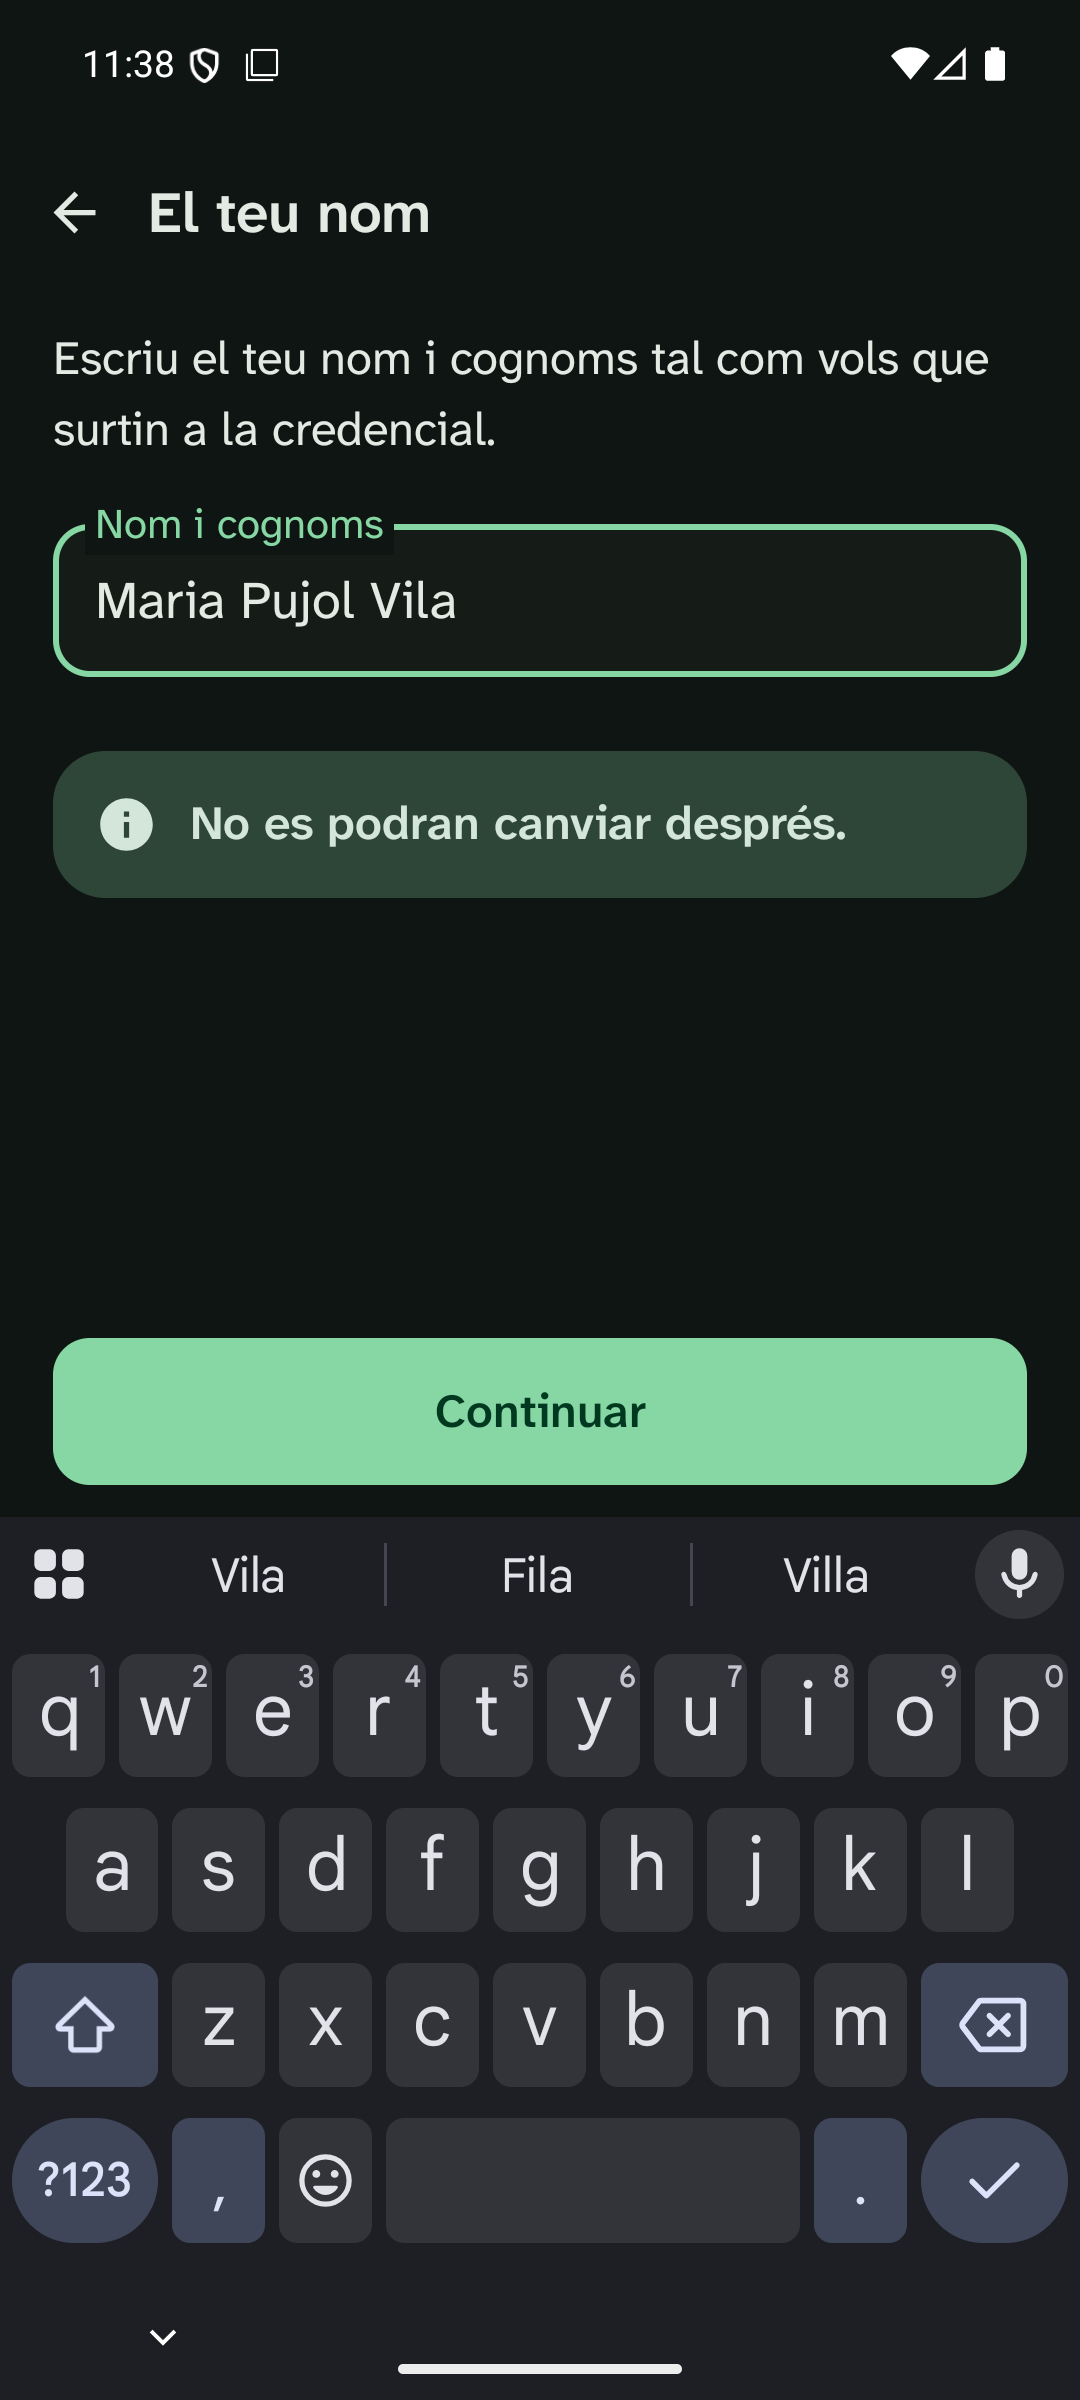 11:38
El teu nom
Escriu el teu nom i cognoms tal com vols que
surtin a la credencial.
Nom i cognoms
Maria Pujol Vila
No es podran canviar després.
Continuar
Vila Fila Villa
q1 w2 e3 r4 t5 y6 u7 i8 o9 p0
a s d f g h j k l
z x c v b n m
?123 , .